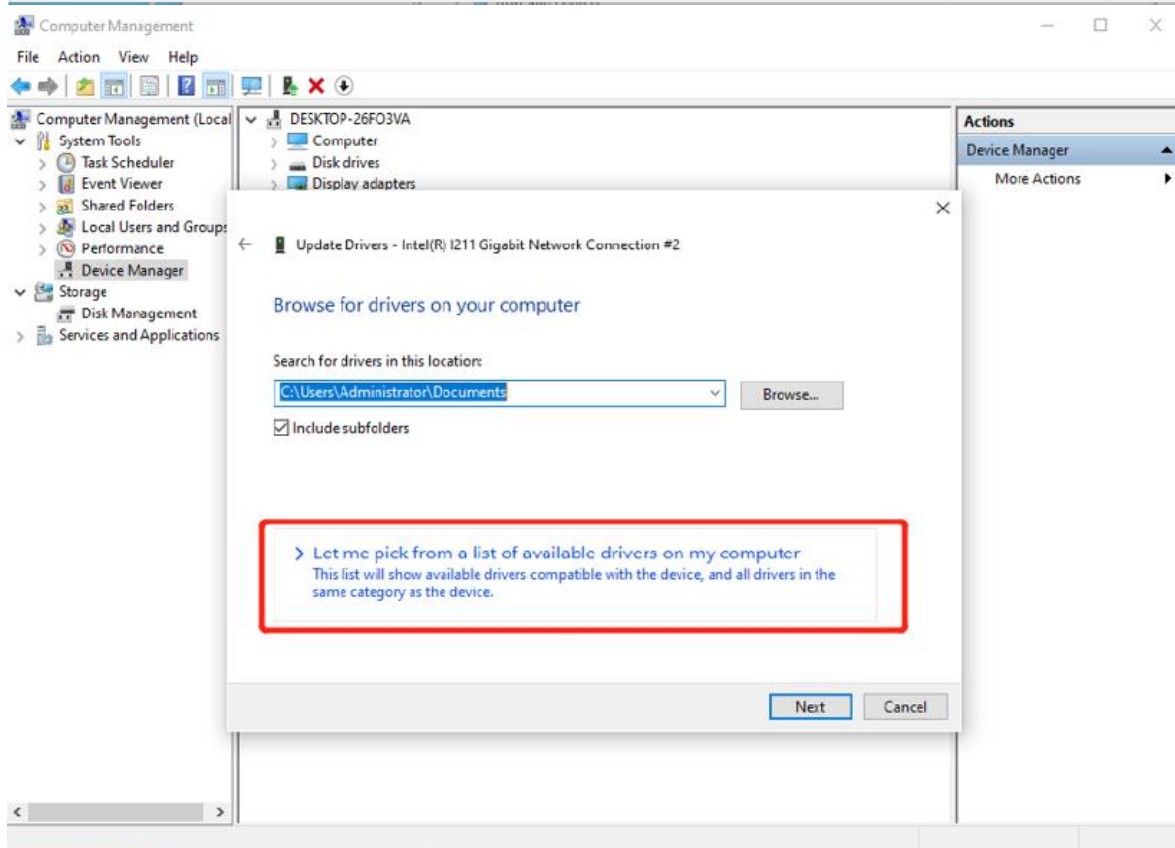 Computer Management
File Action View Help
Computer Management (Local
System Tools
Task Scheduler
Event Viewer
Shared Folders
Local Users and Groups
Performance
Device Manager
Storage
Disk Management
Services and Applications
DESKTOP-26FO3VA
Computer
Disk drives
Display adapters
Actions
Device Manager
More Actions
Update Drivers - Intel(R) I211 Gigabit Network Connection #2
Browse for drivers on your computer
Search for drivers in this location:
C:\Users\Administrator\Documents
Browse...
Include subfolders
Let me pick from a list of available drivers on my computer
This list will show available drivers compatible with the device, and all drivers in the
same category as the device.
Next
Cancel